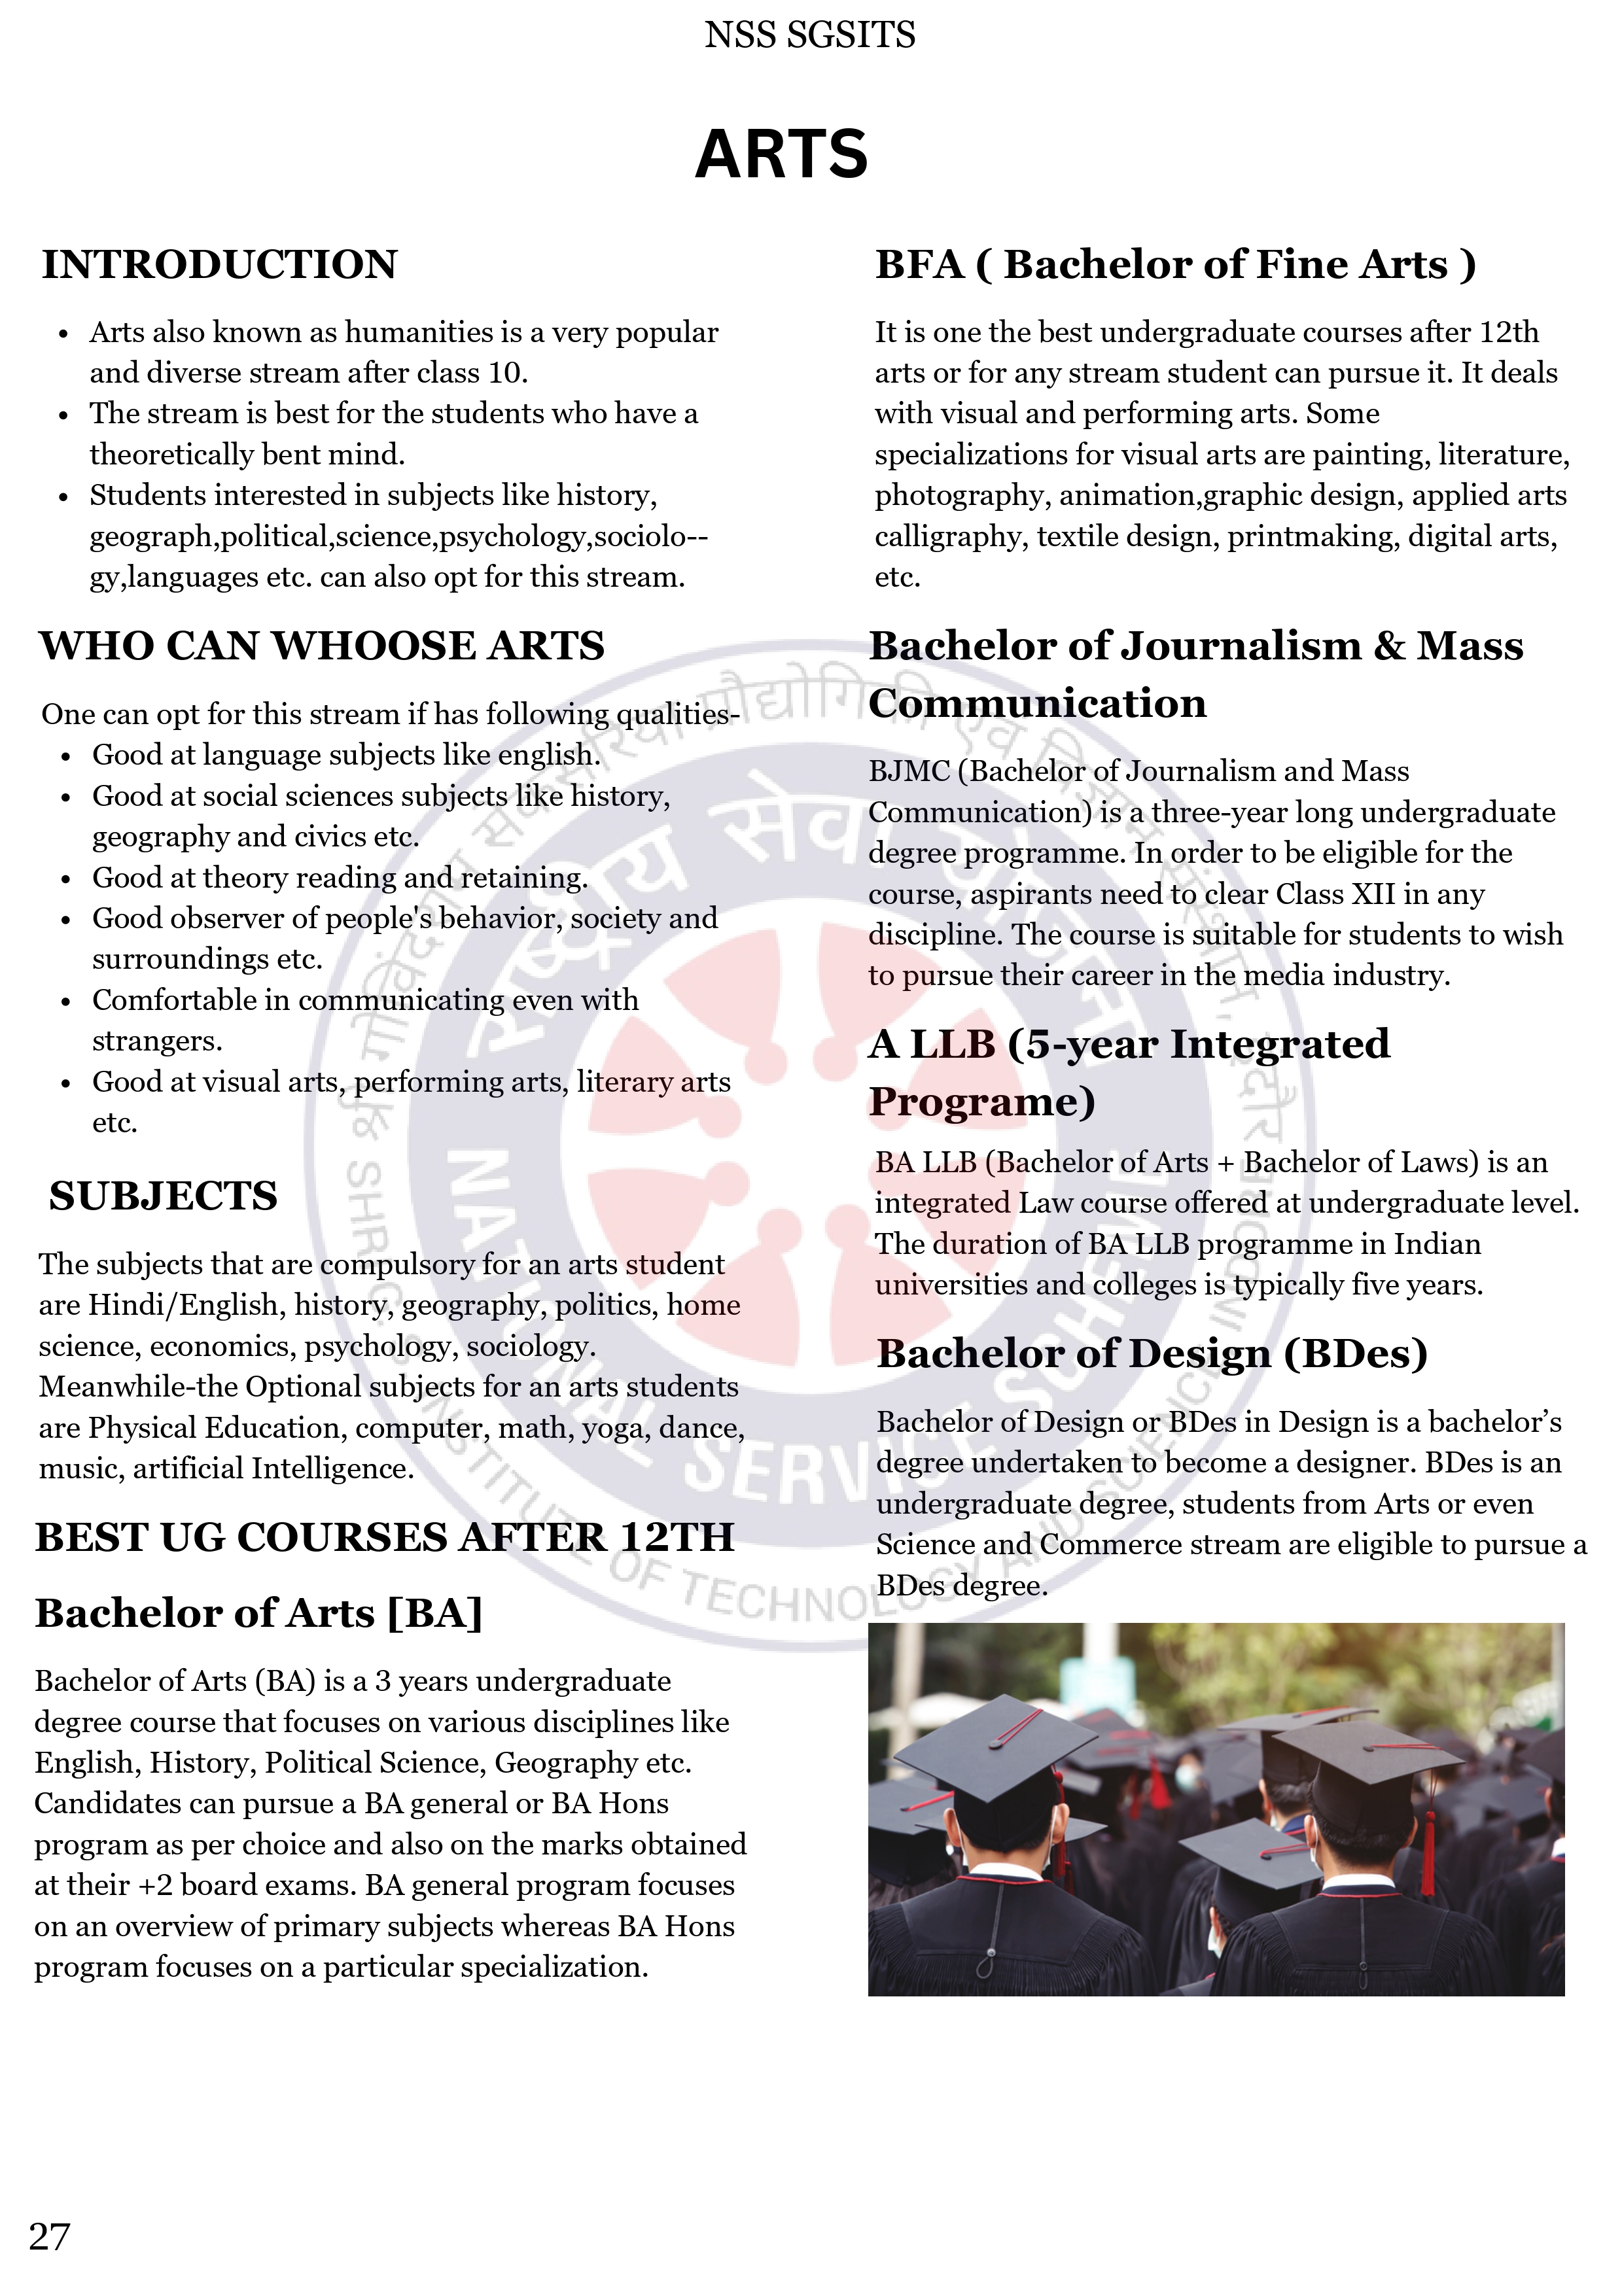 NSS SGSITS
ARTS
INTRODUCTION
• Arts also known as humanities is a very popular
and diverse stream after class 10.
• The stream is best for the students who have a
theoretically bent mind.
• Students interested in subjects like history,
geograph,political,science,psychology,sociolo--
gy,languages etc. can also opt for this stream.
WHO CAN WHOOSE ARTS
One can opt for this stream if has following qualities-
• Good at language subjects like english.
• Good at social sciences subjects like history,
geography and civics etc.
• Good at theory reading and retaining.
• Good observer of people's behavior, society and
surroundings etc.
• Comfortable in communicating even with
strangers.
• Good at visual arts, performing arts, literary arts
etc.
SUBJECTS
The subjects that are compulsory for an arts student
are Hindi/English, history, geography, politics, home
science, economics, psychology, sociology.
Meanwhile-the Optional subjects for an arts students
are Physical Education, computer, math, yoga, dance,
music, artificial Intelligence.
BEST UG COURSES AFTER 12TH
Bachelor of Arts [BA]
Bachelor of Arts (BA) is a 3 years undergraduate
degree course that focuses on various disciplines like
English, History, Political Science, Geography etc.
Candidates can pursue a BA general or BA Hons
program as per choice and also on the marks obtained
at their +2 board exams. BA general program focuses
on an overview of primary subjects whereas BA Hons
program focuses on a particular specialization.
BFA ( Bachelor of Fine Arts )
It is one the best undergraduate courses after 12th
arts or for any stream student can pursue it. It deals
with visual and performing arts. Some
specializations for visual arts are painting, literature,
photography, animation,graphic design, applied arts
calligraphy, textile design, printmaking, digital arts,
etc.
Bachelor of Journalism & Mass
Communication
BJMC (Bachelor of Journalism and Mass
Communication) is a three-year long undergraduate
degree programme. In order to be eligible for the
course, aspirants need to clear Class XII in any
discipline. The course is suitable for students to wish
to pursue their career in the media industry.
A LLB (5-year Integrated
Programe)
BA LLB (Bachelor of Arts + Bachelor of Laws) is an
integrated Law course offered at undergraduate level.
The duration of BA LLB programme in Indian
universities and colleges is typically five years.
Bachelor of Design (BDes)
Bachelor of Design or BDes in Design is a bachelor’s
degree undertaken to become a designer. BDes is an
undergraduate degree, students from Arts or even
Science and Commerce stream are eligible to pursue a
BDes degree.
राष्ट्रीय सेवा योजना
NATIONAL SERVICE SCHEME
SHRI G. S. INSTITUTE OF TECHNOLOGY AND SCIENCE INDORE
27